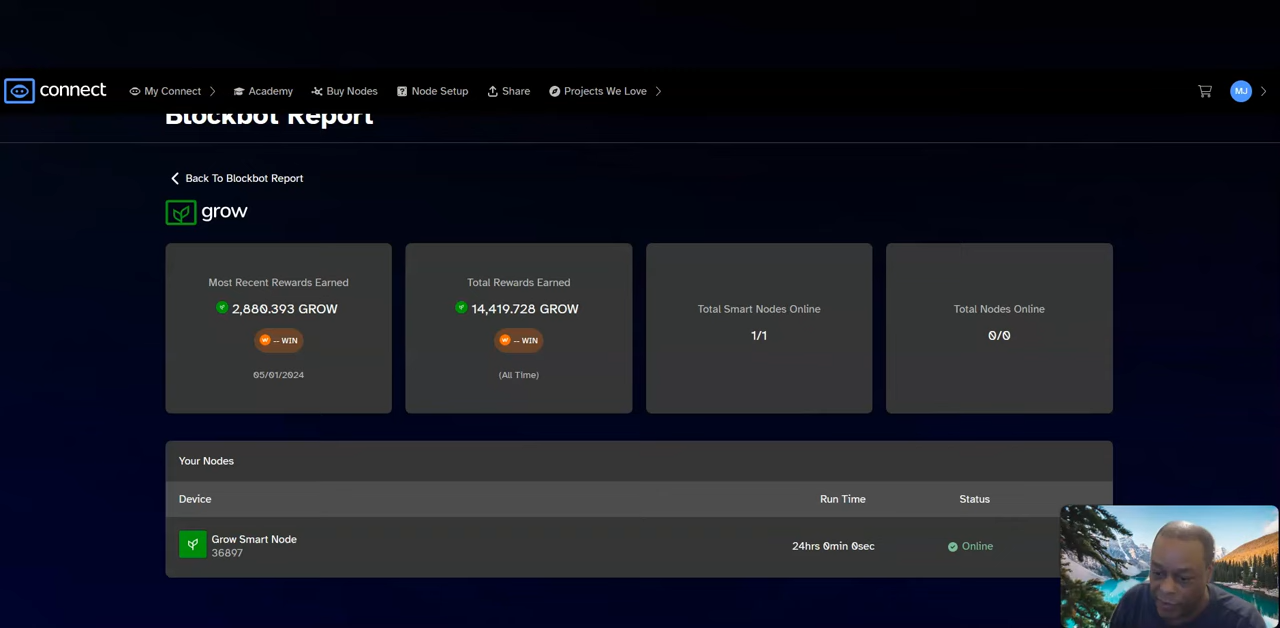 connect
My Connect
Academy
Buy Nodes
Node Setup
Share
Projects We Love
MJ
Blockbot Report
Back To Blockbot Report
grow
Most Recent Rewards Earned
2,880.393 GROW
W -- WIN
05/01/2024
Total Rewards Earned
14,419.728 GROW
W -- WIN
(All Time)
Total Smart Nodes Online
1/1
Total Nodes Online
0/0
Your Nodes
Device Run Time Status
Grow Smart Node
36897
24hrs 0min 0sec
Online